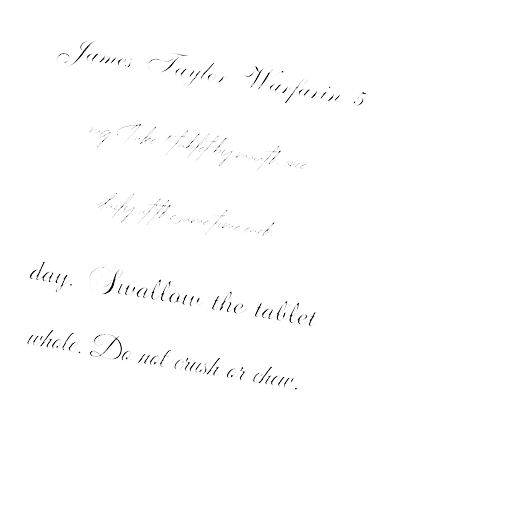 James Taylor Warfarin 5
mg. Take 1 tablet by mouth once
daily at the same time each
day. Swallow the tablet
whole. Do not crush or chew.